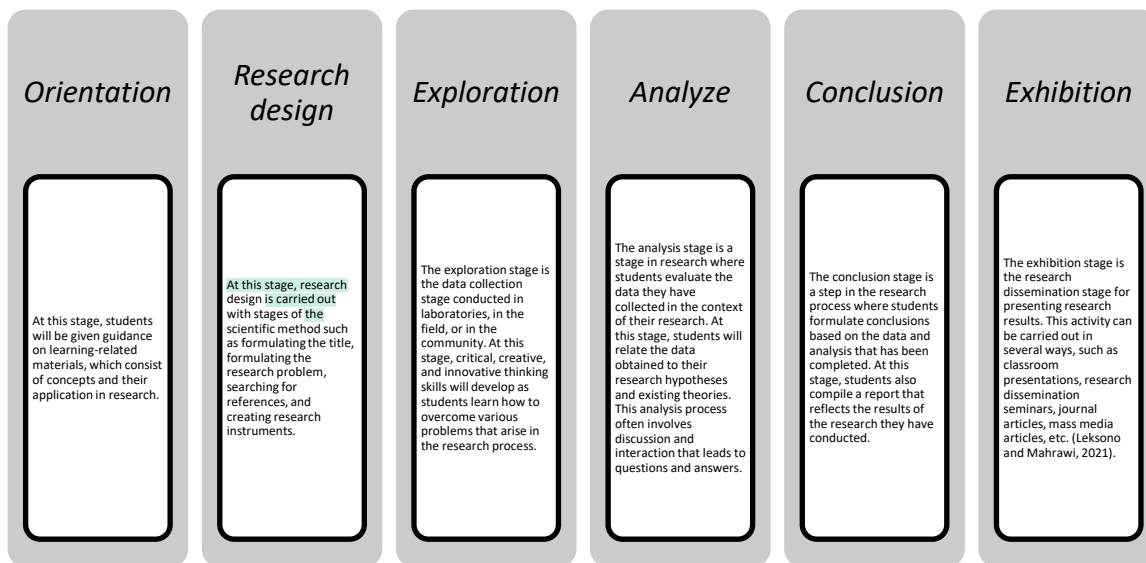 Orientation
At this stage, students
will be given guidance
on learning-related
materials, which consist
of concepts and their
application in research.
Research
design
At this stage, research
design is carried out
with stages of the
scientific method such
as formulating the title,
formulating the
research problem,
searching for
references, and
creating research
instruments.
Exploration
The exploration stage is
the data collection
stage conducted in
laboratories, in the
field, or in the
community. At this
stage, critical, creative,
and innovative thinking
skills will develop as
students learn how to
overcome various
problems that arise in
the research process.
Analyze
The analysis stage is a
stage in research where
students evaluate the
data they have
collected in the context
of their research. At
this stage, students will
relate the data
obtained to their
research hypotheses
and existing theories.
This analysis process
often involves
discussion and
interaction that leads to
questions and answers.
Conclusion
The conclusion stage is
a step in the research
process where students
formulate conclusions
based on the data and
analysis that has been
completed. At this
stage, students also
compile a report that
reflects the results of
the research they have
conducted.
Exhibition
The exhibition stage is
the research
dissemination stage for
presenting research
results. This activity can
be carried out in
several ways, such as
classroom
presentations, research
dissemination
seminars, journal
articles, mass media
articles, etc. (Leksono
and Mahrawi, 2021).